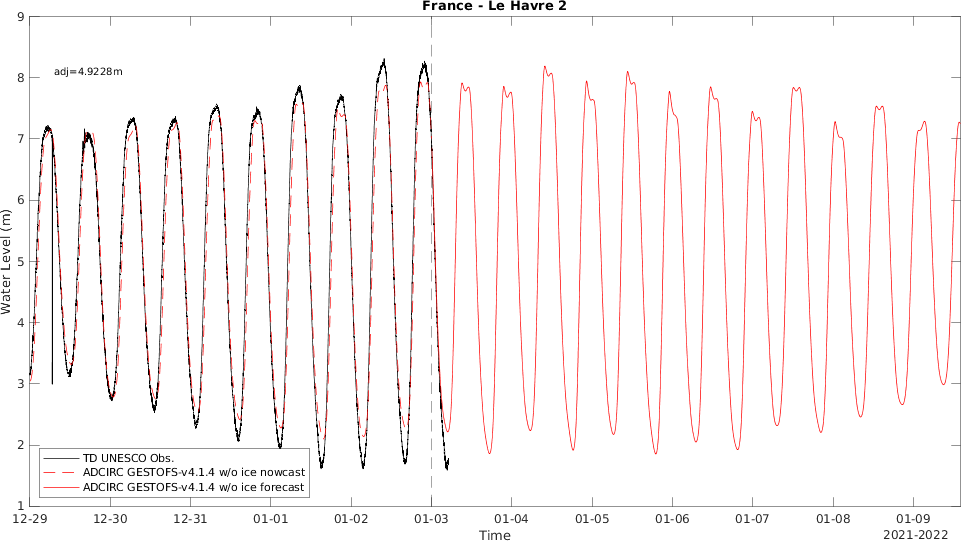 France - Le Havre 2
9
8
7
6
5
4
3
2
1
Water Level (m)
adj=4.9228m
TD UNESCO Obs.
ADCIRC GESTOFS-v4.1.4 w/o ice nowcast
ADCIRC GESTOFS-v4.1.4 w/o ice forecast
12-29 12-30 12-31 01-01 01-02 01-03 01-04 01-05 01-06 01-07 01-08 01-09
Time
2021-2022